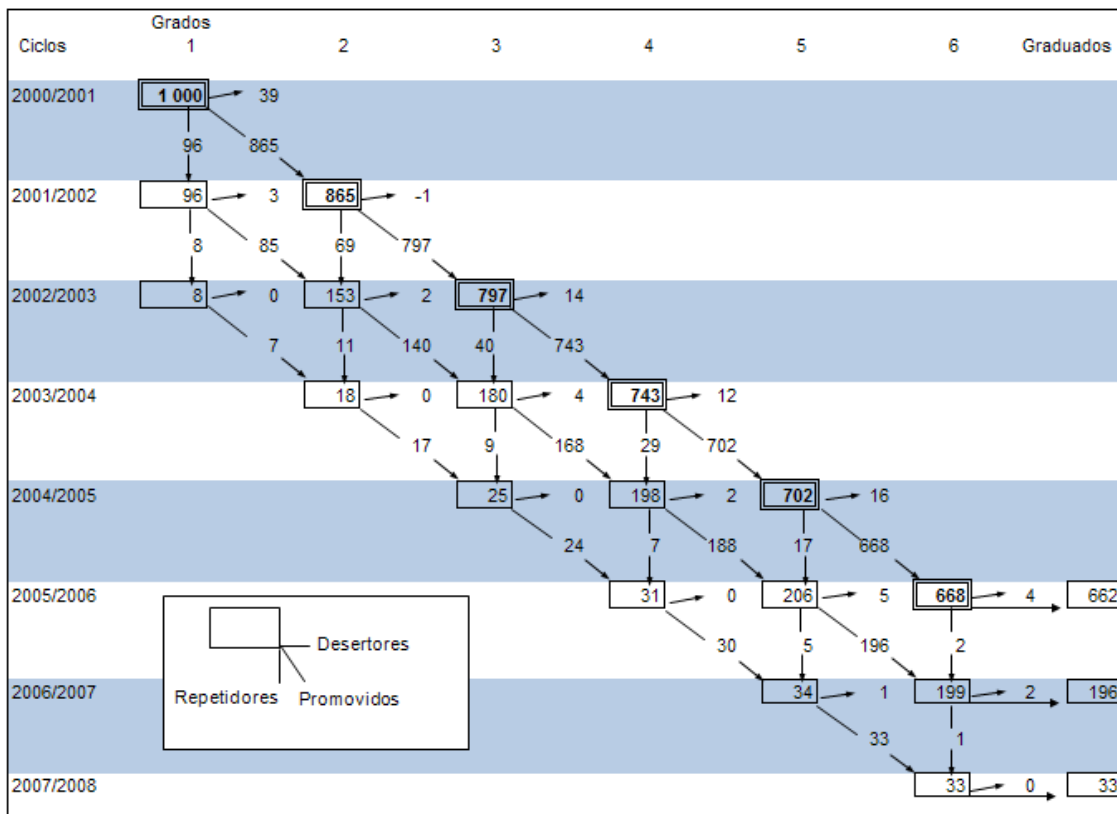 Grados
Ciclos 1 2 3 4 5 6 Graduados
2000/2001 1 000 39
96 865
2001/2002 96 3 865 -1
8 85 69 797
2002/2003 8 0 153 2 797 14
7 11 140 40 743
2003/2004 18 0 180 4 743 12
17 9 168 29 702
2004/2005 25 0 198 2 702 16
24 7 188 17 668
2005/2006 31 0 206 5 668 4 662
30 5 196 2
2006/2007 34 1 199 2 196
33 1
2007/2008 33 0 33
Desertores
Repetidores Promovidos